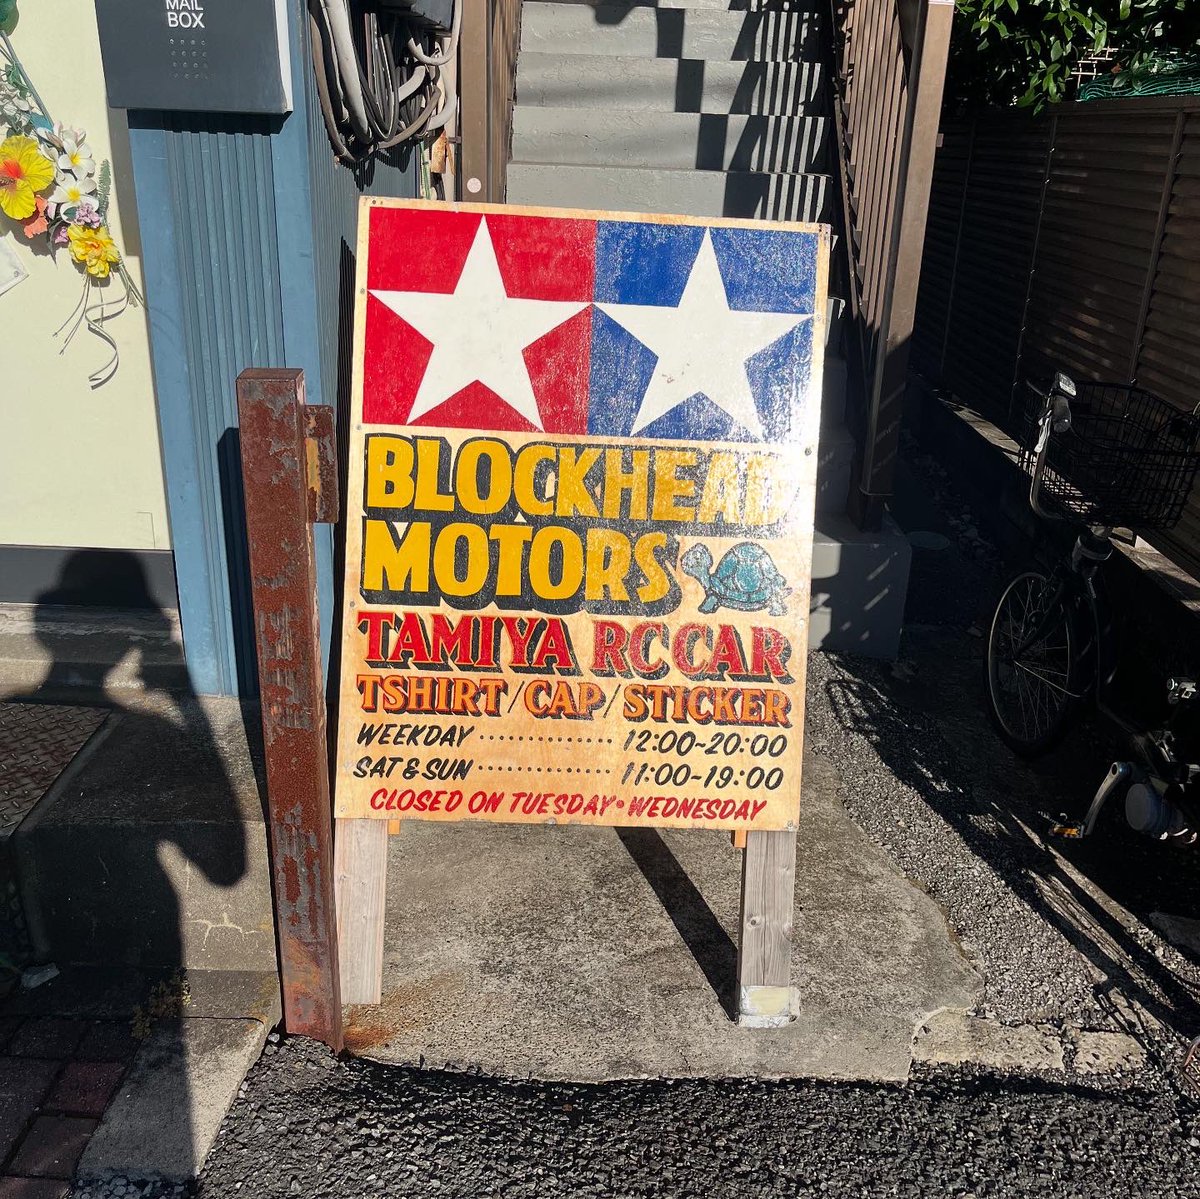 MAIL
BOX
BLOCKHEAD
MOTORS
TAMIYA RC CAR
TSHIRT/CAP/STICKER
WEEKDAY ·············· 12:00~20:00
SAT & SUN ·············· 11:00~19:00
CLOSED ON TUESDAY • WEDNESDAY